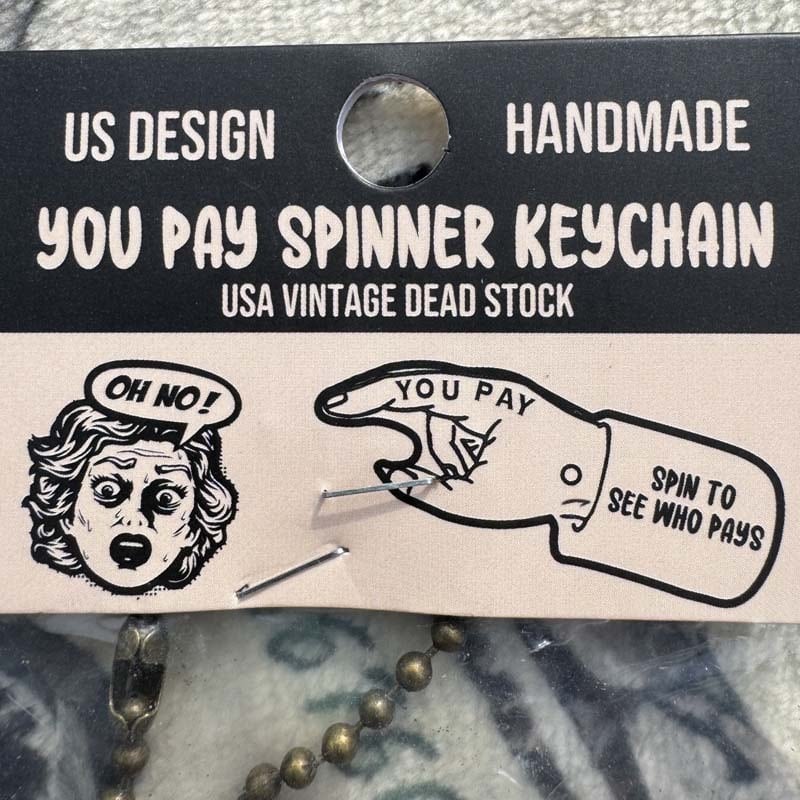 US DESIGN
HANDMADE
YOU PAY SPINNER KEYCHAIN
USA VINTAGE DEAD STOCK
OH NO!
YOU PAY
SPIN TO
SEE WHO PAYS